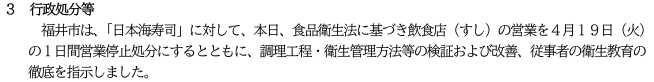 ３　行政処分等
福井市は、「日本海寿司」に対して、本日、食品衛生法に基づき飲食店（すし）の営業を４月１９日（火）
の１日間営業停止処分にするとともに、調理工程・衛生管理方法等の検証および改善、従事者の衛生教育の
徹底を指示しました。